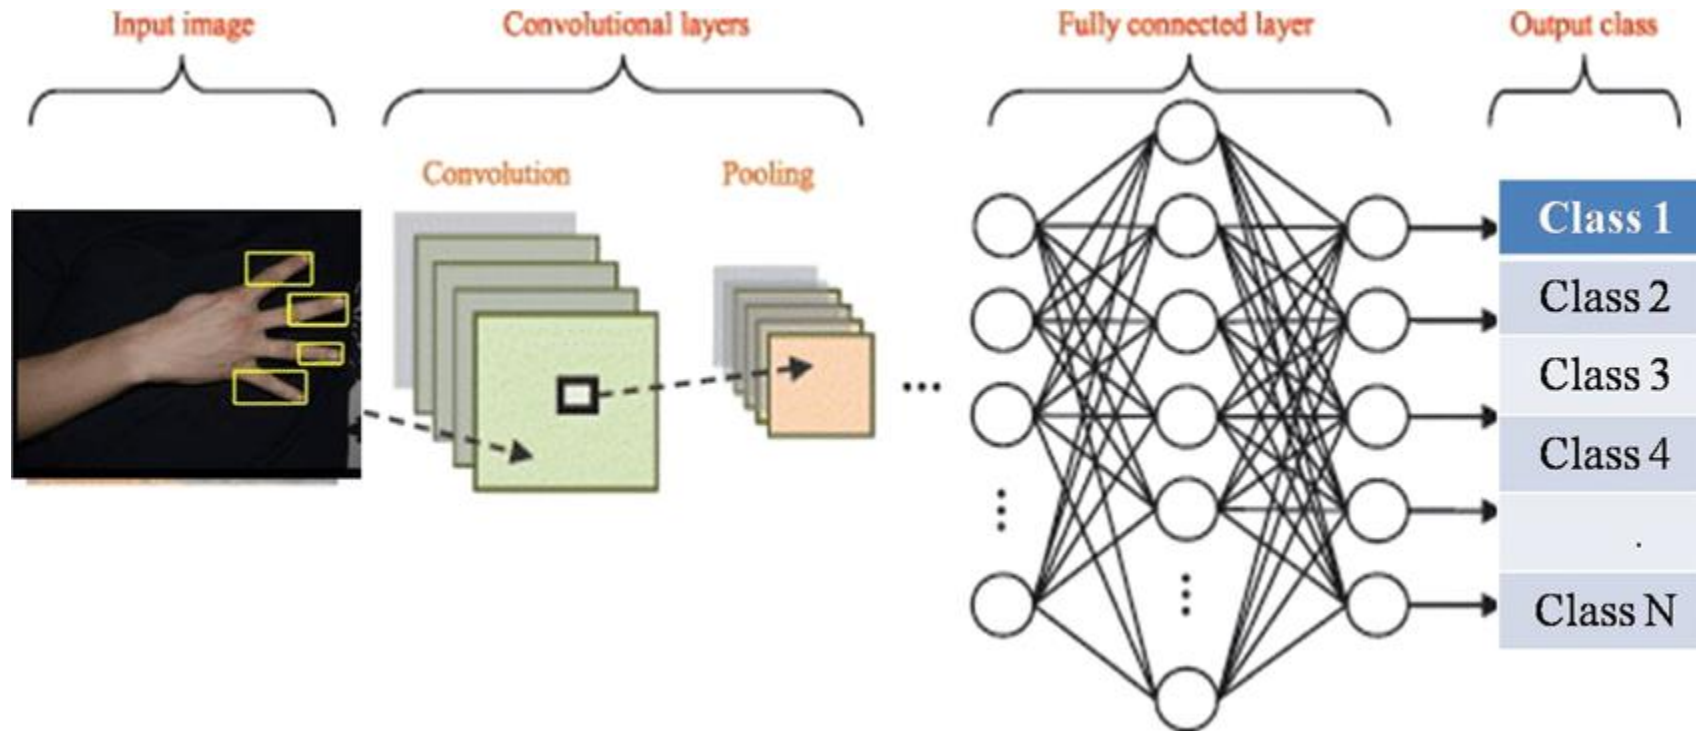 Input image
Convolutional layers
Fully connected layer
Output class
Convolution
Pooling
...
Class 1
Class 2
Class 3
Class 4
.
Class N